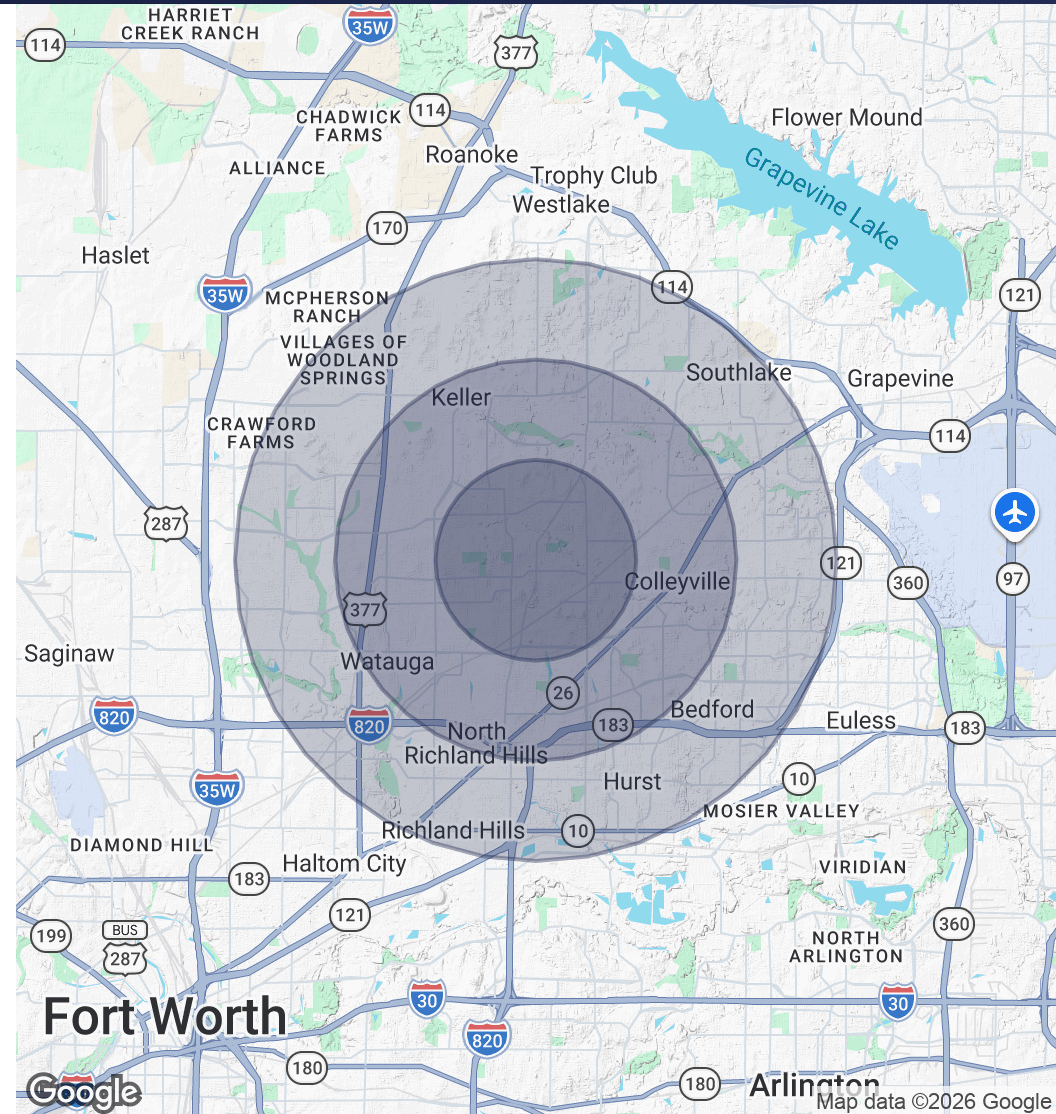 HARRIET
CREEK RANCH
35W
114
377
114
CHADWICK
FARMS
Flower Mound
Roanoke
ALLIANCE
Trophy Club
Westlake
Grapevine Lake
170
Haslet
35W
114
121
MCPHERSON
RANCH
VILLAGES OF
WOODLAND
SPRINGS
Southlake
Grapevine
Keller
CRAWFORD
FARMS
114
287
121
360
97
Colleyville
377
Saginaw
Watauga
26
820
820
183
Bedford
Euless
183
North
Richland Hills
35W
Hurst
10
MOSIER VALLEY
Richland Hills
10
DIAMOND HILL
Haltom City
VIRIDIAN
183
121
360
199
BUS
287
NORTH
ARLINGTON
30
30
Fort Worth
820
180
180
Arlington
Google
Map data ©2026 Google